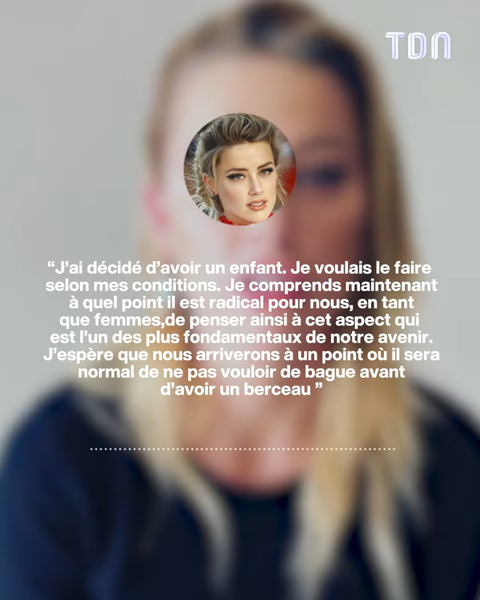 TDN
“J’ai décidé d’avoir un enfant. Je voulais le faire
selon mes conditions. Je comprends maintenant
à quel point il est radical pour nous, en tant
que femmes,de penser ainsi à cet aspect qui
est l’un des plus fondamentaux de notre avenir.
J’espère que nous arriverons à un point où il sera
normal de ne pas vouloir de bague avant
d’avoir un berceau ”